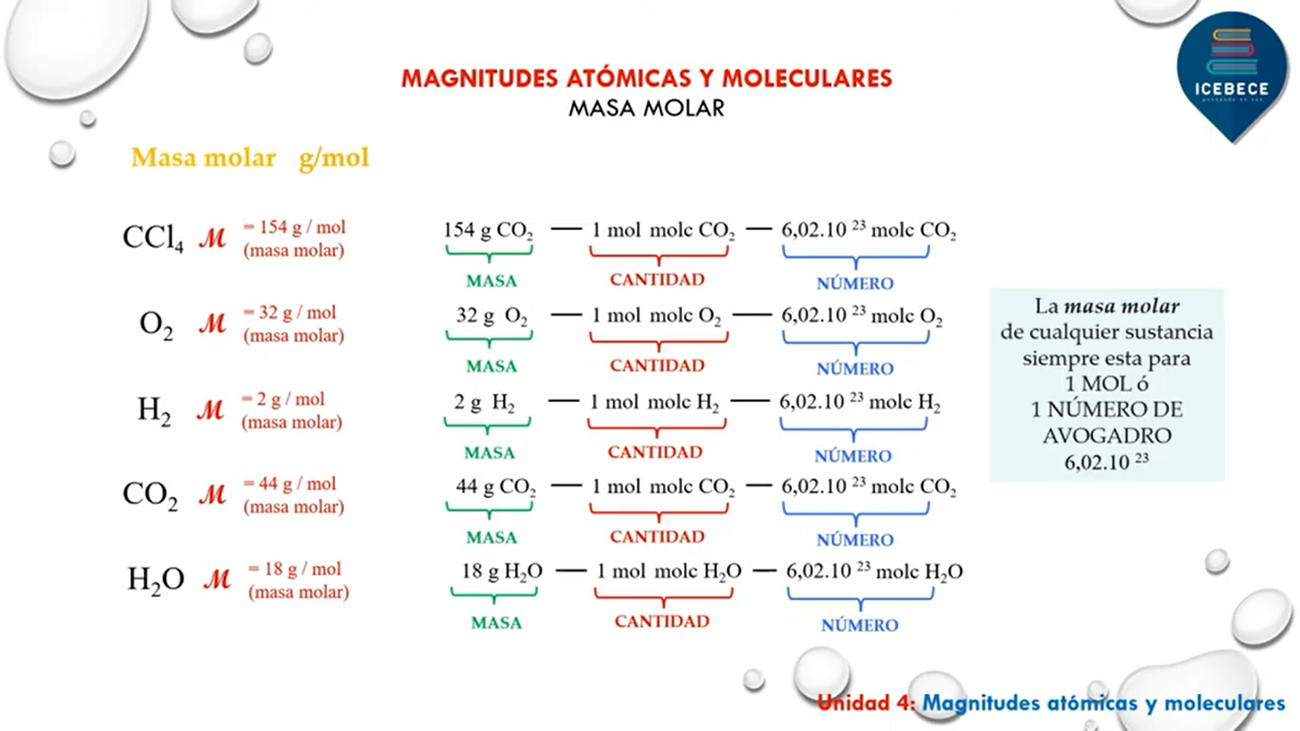 MAGNITUDES ATÓMICAS Y MOLECULARES
MASA MOLAR
ICEBECE
Masa molar g/mol
CCl₄ M = 154 g / mol
(masa molar)
154 g CO₂ — 1 mol molc CO₂ — 6,02.10 ²³ molc CO₂
MASA CANTIDAD NÚMERO
O₂ M = 32 g / mol
(masa molar)
32 g O₂ — 1 mol molc O₂ — 6,02.10 ²³ molc O₂
MASA CANTIDAD NÚMERO
H₂ M = 2 g / mol
(masa molar)
2 g H₂ — 1 mol molc H₂ — 6,02.10 ²³ molc H₂
MASA CANTIDAD NÚMERO
CO₂ M = 44 g / mol
(masa molar)
44 g CO₂ — 1 mol molc CO₂ — 6,02.10 ²³ molc CO₂
MASA CANTIDAD NÚMERO
H₂O M = 18 g / mol
(masa molar)
18 g H₂O — 1 mol molc H₂O — 6,02.10 ²³ molc H₂O
MASA CANTIDAD NÚMERO
La masa molar
de cualquier sustancia
siempre esta para
1 MOL ó
1 NÚMERO DE
AVOGADRO
6,02.10 ²³
Unidad 4: Magnitudes atómicas y moleculares